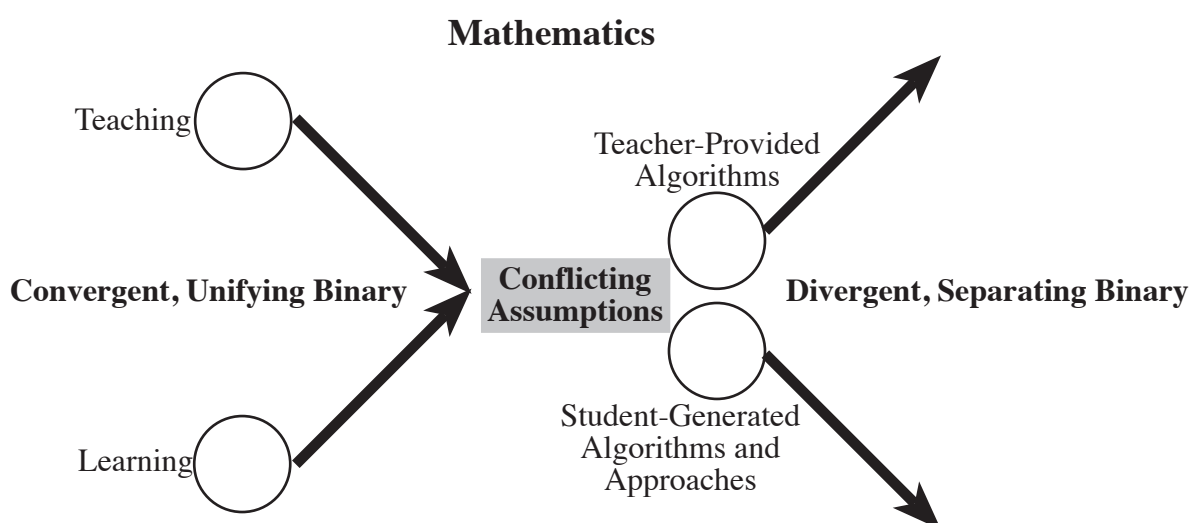 Mathematics
Teaching
Teacher-Provided
Algorithms
Convergent, Unifying Binary
Conflicting
Assumptions
Divergent, Separating Binary
Student-Generated
Algorithms and
Approaches
Learning